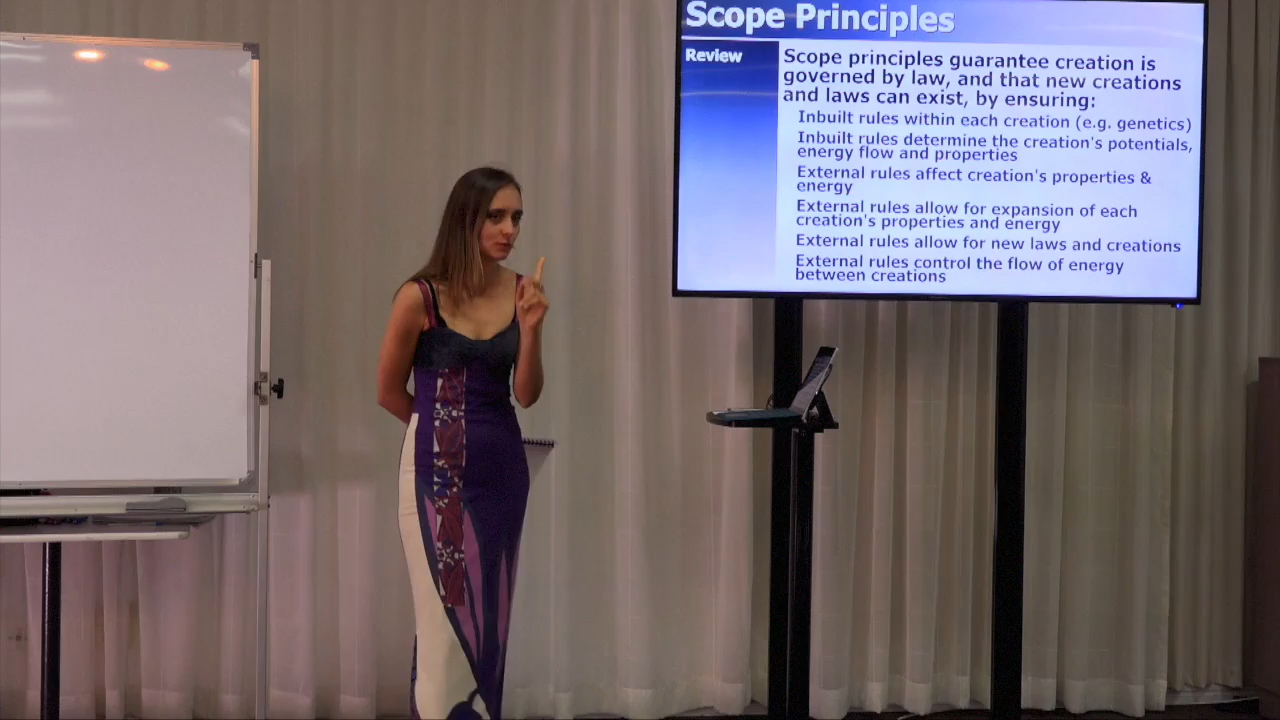 Scope Principles
Review
Scope principles guarantee creation is
governed by law, and that new creations
and laws can exist, by ensuring:
Inbuilt rules within each creation (e.g. genetics)
Inbuilt rules determine the creation's potentials,
energy flow and properties
External rules affect creation's properties &
energy
External rules allow for expansion of each
creation's properties and energy
External rules allow for new laws and creations
External rules control the flow of energy
between creations